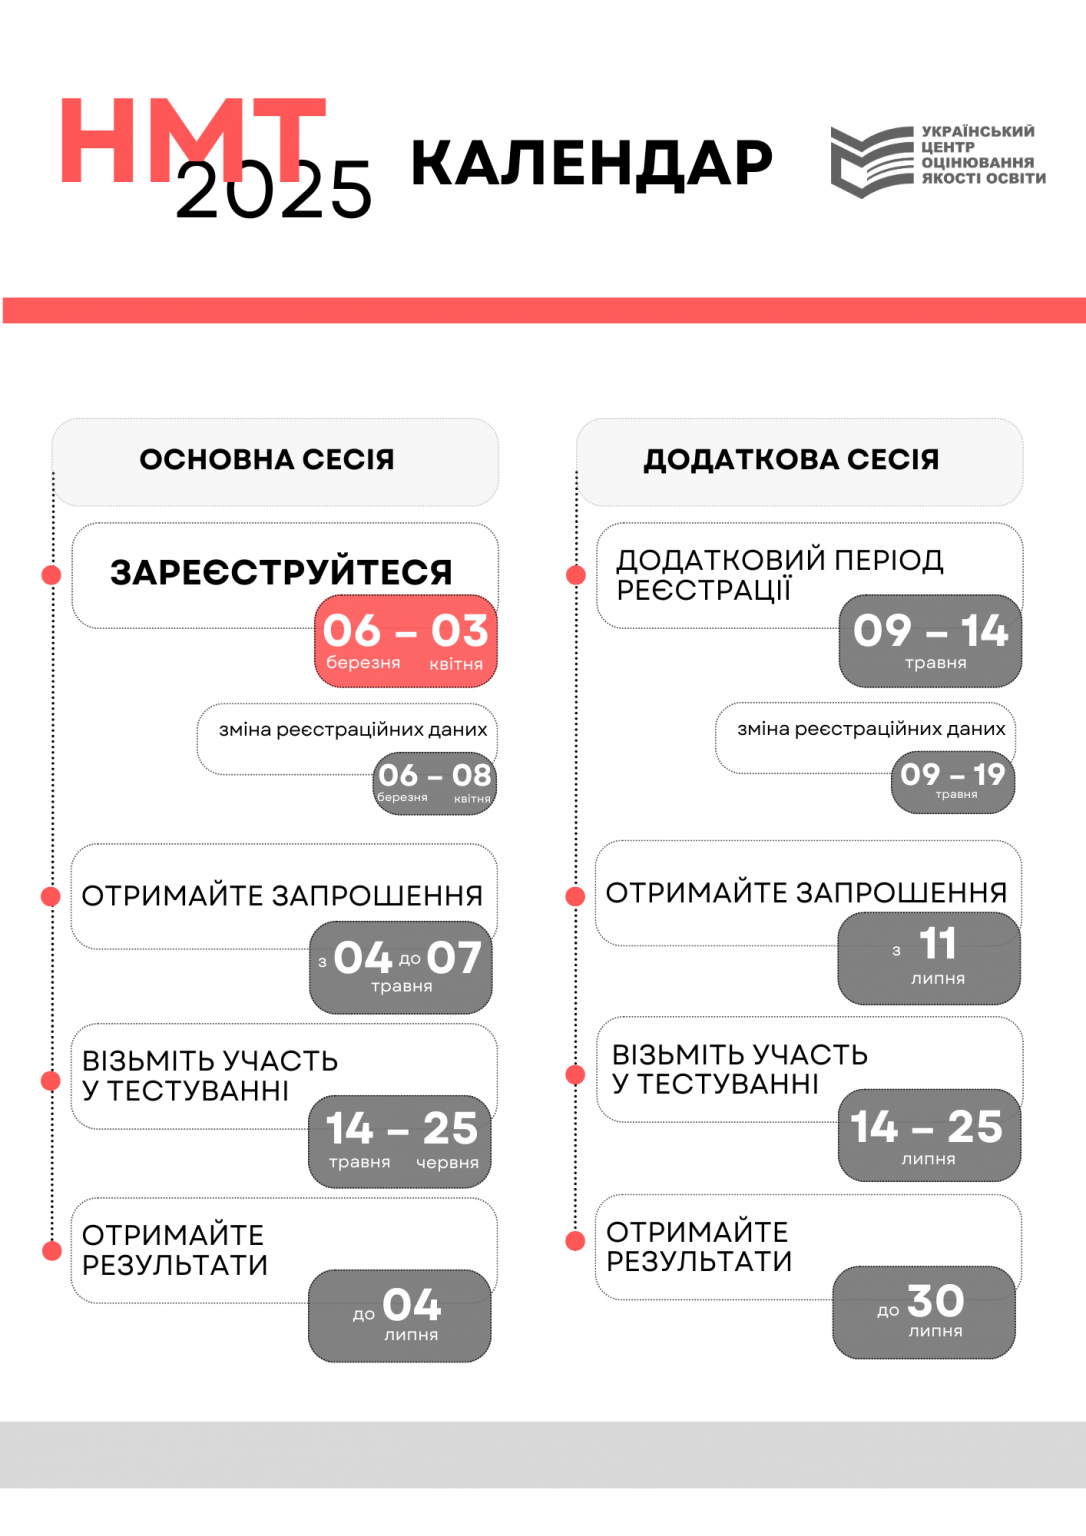 НМТ
2025
КАЛЕНДАР
УКРАЇНСЬКИЙ
ЦЕНТР
ОЦІНЮВАННЯ
ЯКОСТІ ОСВІТИ
ОСНОВНА СЕСІЯ
ЗАРЕЄСТРУЙТЕСЯ
06 – 03
березня квітня
зміна реєстраційних даних
06 – 08
березня квітня
ОТРИМАЙТЕ ЗАПРОШЕННЯ
з 04 до 07
травня
ВІЗЬМІТЬ УЧАСТЬ
У ТЕСТУВАННІ
14 – 25
травня червня
ОТРИМАЙТЕ
РЕЗУЛЬТАТИ
до 04
липня
ДОДАТКОВА СЕСІЯ
ДОДАТКОВИЙ ПЕРІОД
РЕЄСТРАЦІЇ
09 – 14
травня
зміна реєстраційних даних
09 – 19
травня
ОТРИМАЙТЕ ЗАПРОШЕННЯ
з 11
липня
ВІЗЬМІТЬ УЧАСТЬ
У ТЕСТУВАННІ
14 – 25
липня
ОТРИМАЙТЕ
РЕЗУЛЬТАТИ
до 30
липня